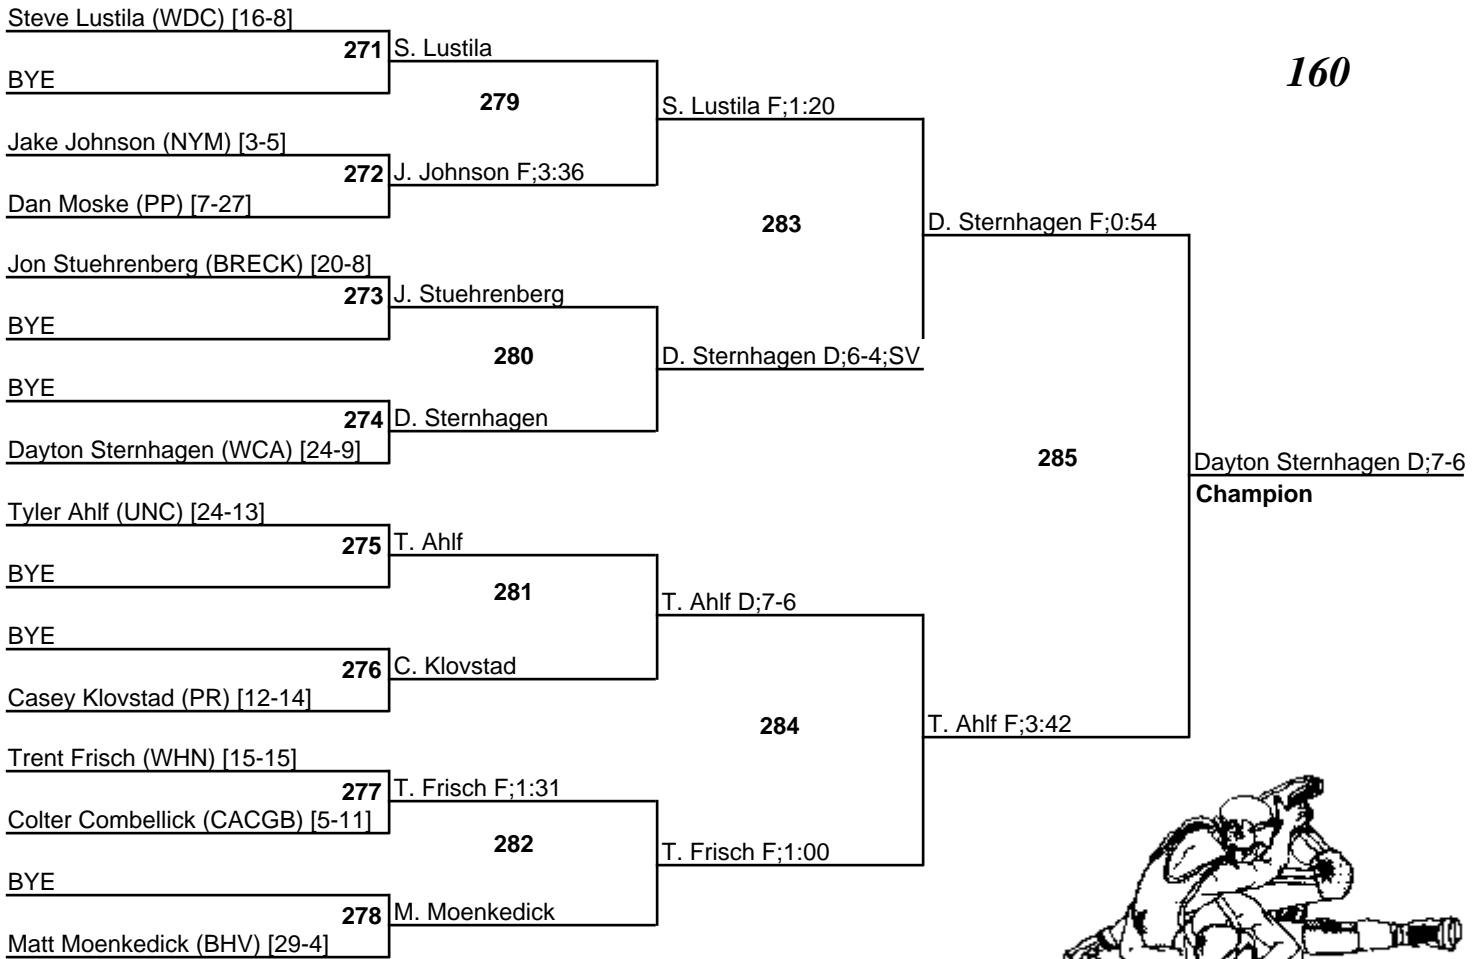 Steve Lustila (WDC) [16-8]
271 S. Lustila
BYE
160
279
S. Lustila F;1:20
Jake Johnson (NYM) [3-5]
272 J. Johnson F;3:36
Dan Moske (PP) [7-27]
283
D. Sternhagen F;0:54
Jon Stuehrenberg (BRECK) [20-8]
273 J. Stuehrenberg
BYE
280
D. Sternhagen D;6-4;SV
BYE
274 D. Sternhagen
Dayton Sternhagen (WCA) [24-9]
285
Dayton Sternhagen D;7-6
Champion
Tyler Ahlf (UNC) [24-13]
275 T. Ahlf
BYE
281
T. Ahlf D;7-6
BYE
276 C. Klovstad
Casey Klovstad (PR) [12-14]
284
T. Ahlf F;3:42
Trent Frisch (WHN) [15-15]
277 T. Frisch F;1:31
Colter Combellick (CACGB) [5-11]
282
T. Frisch F;1:00
BYE
278 M. Moenkedick
Matt Moenkedick (BHV) [29-4]